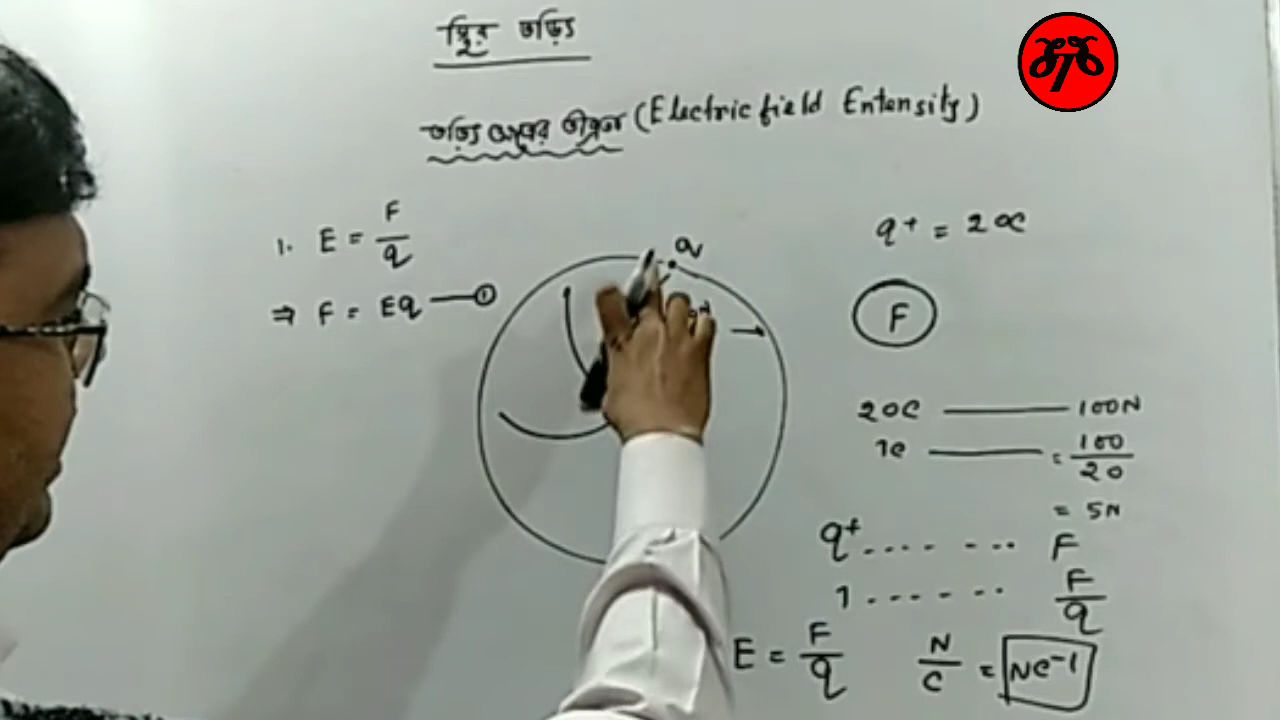 স্থির তড়িৎ
তড়িৎ ক্ষেত্রের তীব্রতা (Electric field Entensity)
1. E = F/q
⇒ F = Eq —①
q
q+ = 20C
F
20C — 100N
1C — = 100/20
= 5N
q+ .... ... F
1 .... .. F/q
E = F/q N/C = NC⁻¹